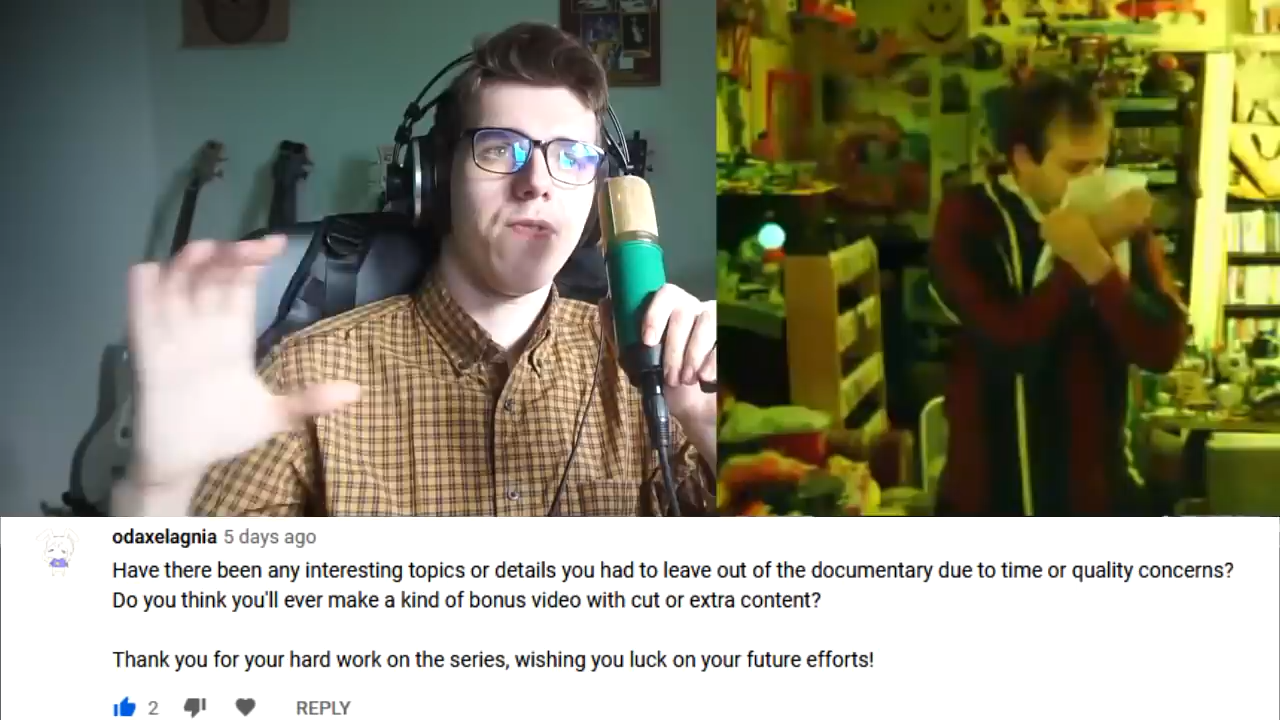 odaxelagnia 5 days ago
Have there been any interesting topics or details you had to leave out of the documentary due to time or quality concerns?
Do you think you'll ever make a kind of bonus video with cut or extra content?
Thank you for your hard work on the series, wishing you luck on your future efforts!
2 REPLY